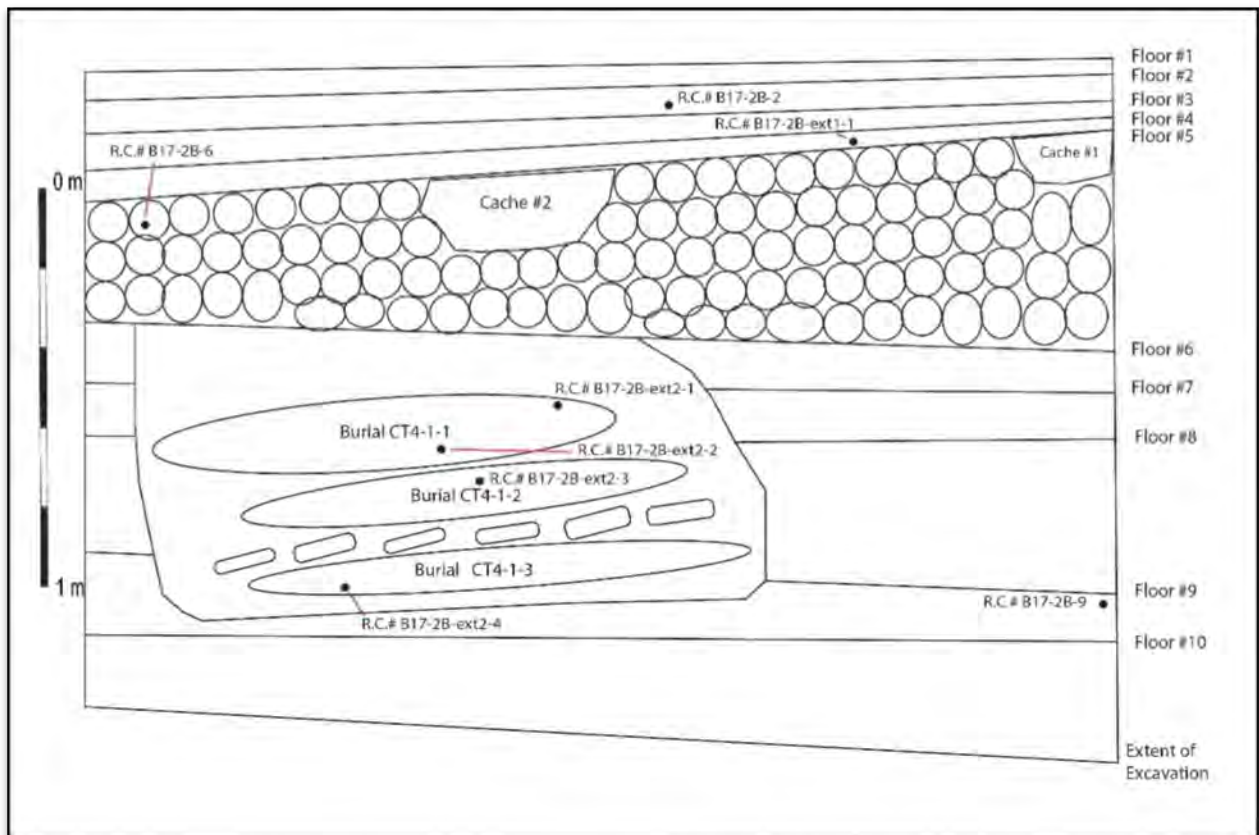 Floor #1
Floor #2
R.C.# B17-2B-2
Floor #3
R.C.# B17-2B-ext1-1
Floor #4
Floor #5
R.C.# B17-2B-6
Cache #1
0 m
Cache #2
Floor #6
R.C.# B17-2B-ext2-1
Floor #7
Burial CT4-1-1
Floor #8
R.C.# B17-2B-ext2-2
R.C.# B17-2B-ext2-3
Burial CT4-1-2
Burial CT4-1-3
1 m
Floor #9
R.C.# B17-2B-9
R.C.# B17-2B-ext2-4
Floor #10
Extent of
Excavation